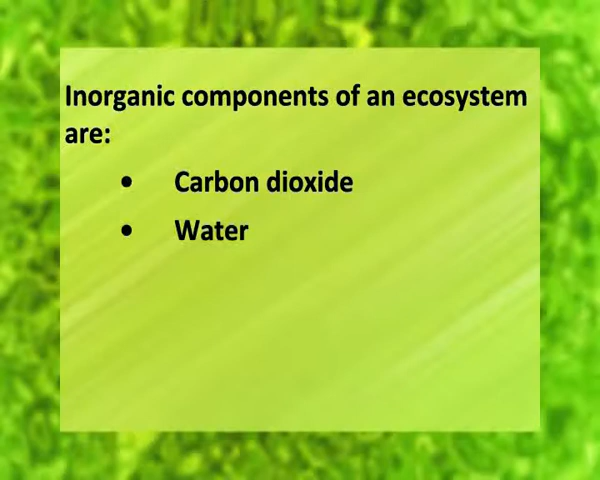 Inorganic components of an ecosystem
are:
• Carbon dioxide
• Water